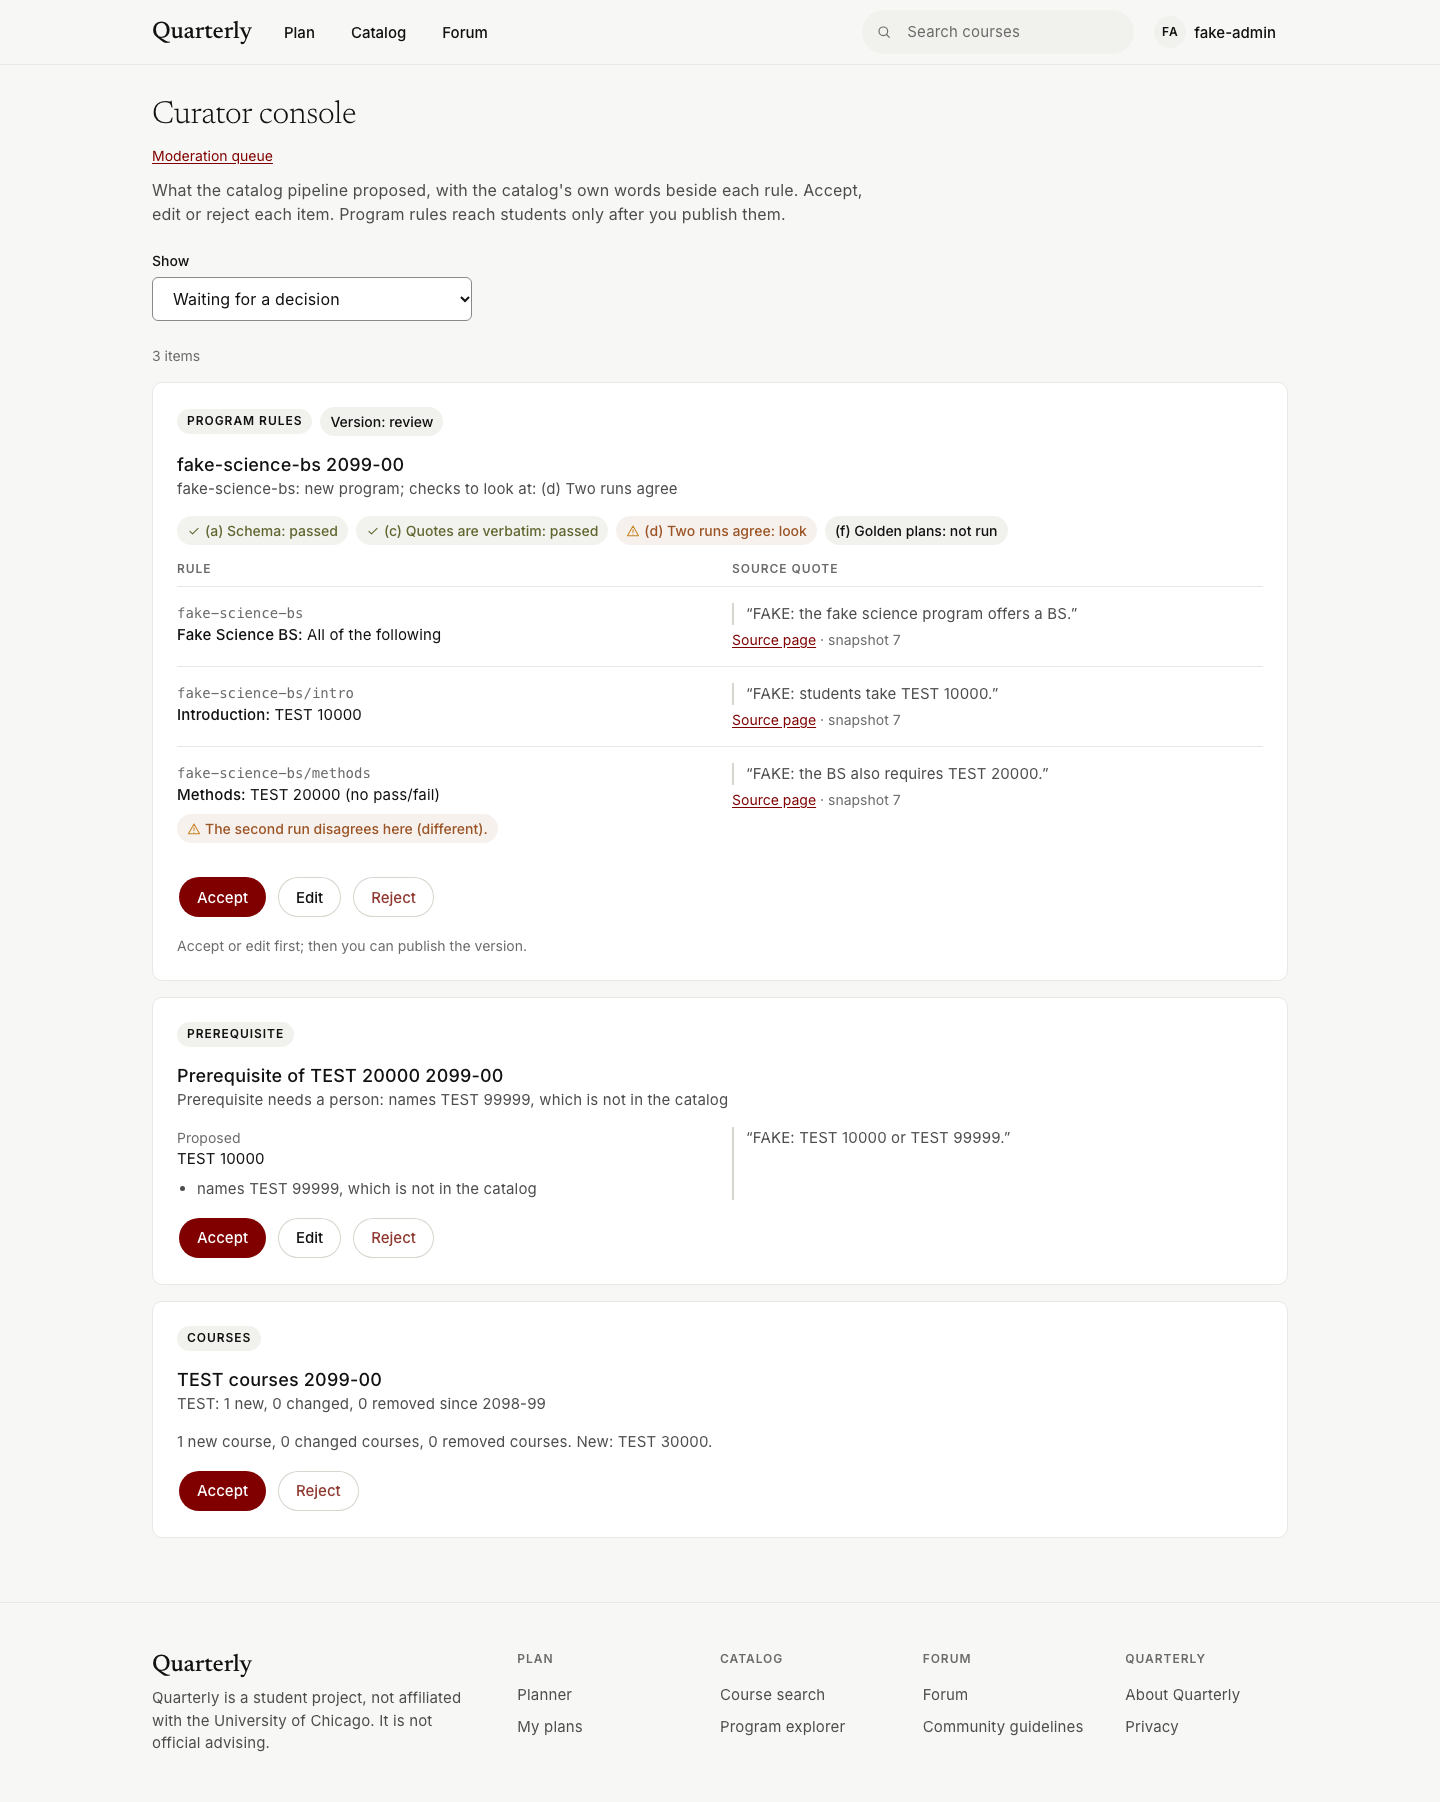 Quarterly Plan Catalog Forum Search courses FA fake-admin
Curator console
Moderation queue
What the catalog pipeline proposed, with the catalog's own words beside each rule. Accept,
edit or reject each item. Program rules reach students only after you publish them.
Show
Waiting for a decision
3 items
PROGRAM RULES Version: review
fake-science-bs 2099-00
fake-science-bs: new program; checks to look at: (d) Two runs agree
(a) Schema: passed (c) Quotes are verbatim: passed (d) Two runs agree: look (f) Golden plans: not run
RULE SOURCE QUOTE
fake-science-bs “FAKE: the fake science program offers a BS.”
Fake Science BS: All of the following Source page · snapshot 7
fake-science-bs/intro “FAKE: students take TEST 10000.”
Introduction: TEST 10000 Source page · snapshot 7
fake-science-bs/methods “FAKE: the BS also requires TEST 20000.”
Methods: TEST 20000 (no pass/fail) Source page · snapshot 7
The second run disagrees here (different).
Accept Edit Reject
Accept or edit first; then you can publish the version.
PREREQUISITE
Prerequisite of TEST 20000 2099-00
Prerequisite needs a person: names TEST 99999, which is not in the catalog
Proposed “FAKE: TEST 10000 or TEST 99999.”
TEST 10000
• names TEST 99999, which is not in the catalog
Accept Edit Reject
COURSES
TEST courses 2099-00
TEST: 1 new, 0 changed, 0 removed since 2098-99
1 new course, 0 changed courses, 0 removed courses. New: TEST 30000.
Accept Reject
Quarterly
Quarterly is a student project, not affiliated
with the University of Chicago. It is not
official advising.
PLAN
Planner
My plans
CATALOG
Course search
Program explorer
FORUM
Forum
Community guidelines
QUARTERLY
About Quarterly
Privacy